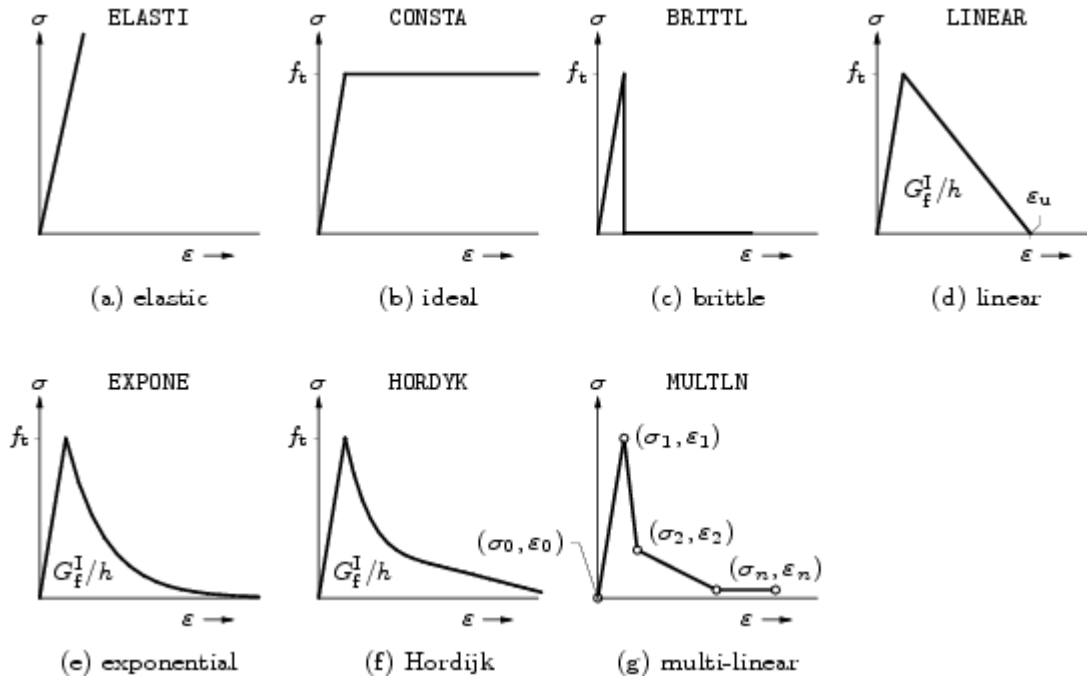 σ ELASTI
ε
(a) elastic
σ CONSTA
f_t
ε
(b) ideal
σ BRITTL
f_t
ε
(c) brittle
σ LINEAR
f_t
G_f^I/h
ε_u
ε
(d) linear
σ EXPONE
f_t
G_f^I/h
ε
(e) exponential
σ HORDYK
f_t
G_f^I/h
ε
(f) Hordijk
σ MULTLN
(σ_1, ε_1)
(σ_0, ε_0)
(σ_2, ε_2)
(σ_n, ε_n)
ε
(g) multi-linear